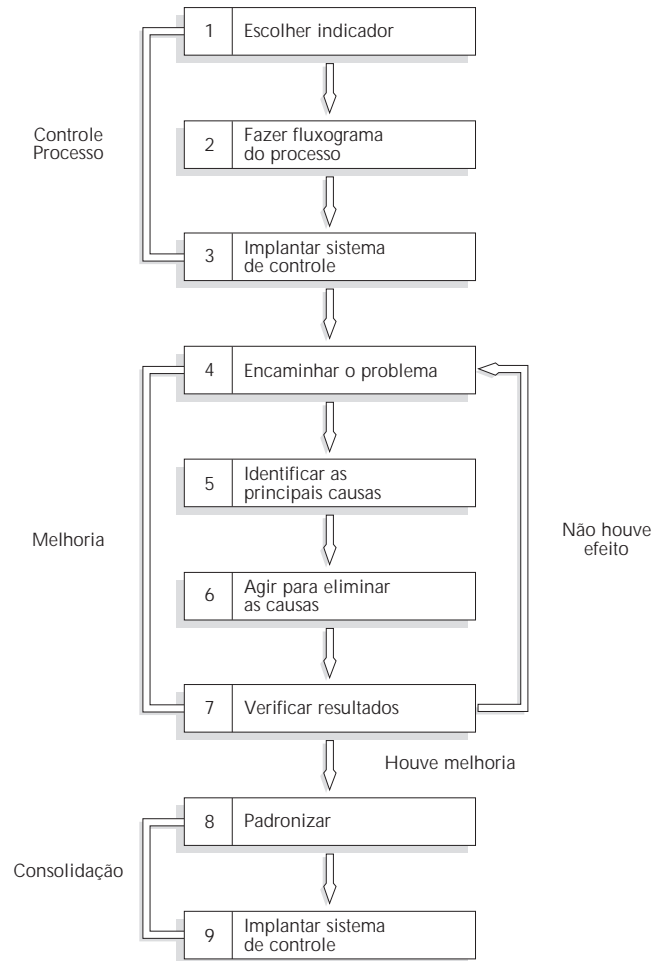 1 Escolher indicador
Controle
Processo
2 Fazer fluxograma
do processo
3 Implantar sistema
de controle
4 Encaminhar o problema
5 Identificar as
principais causas
Melhoria
Não houve
efeito
6 Agir para eliminar
as causas
7 Verificar resultados
Houve melhoria
8 Padronizar
Consolidação
9 Implantar sistema
de controle